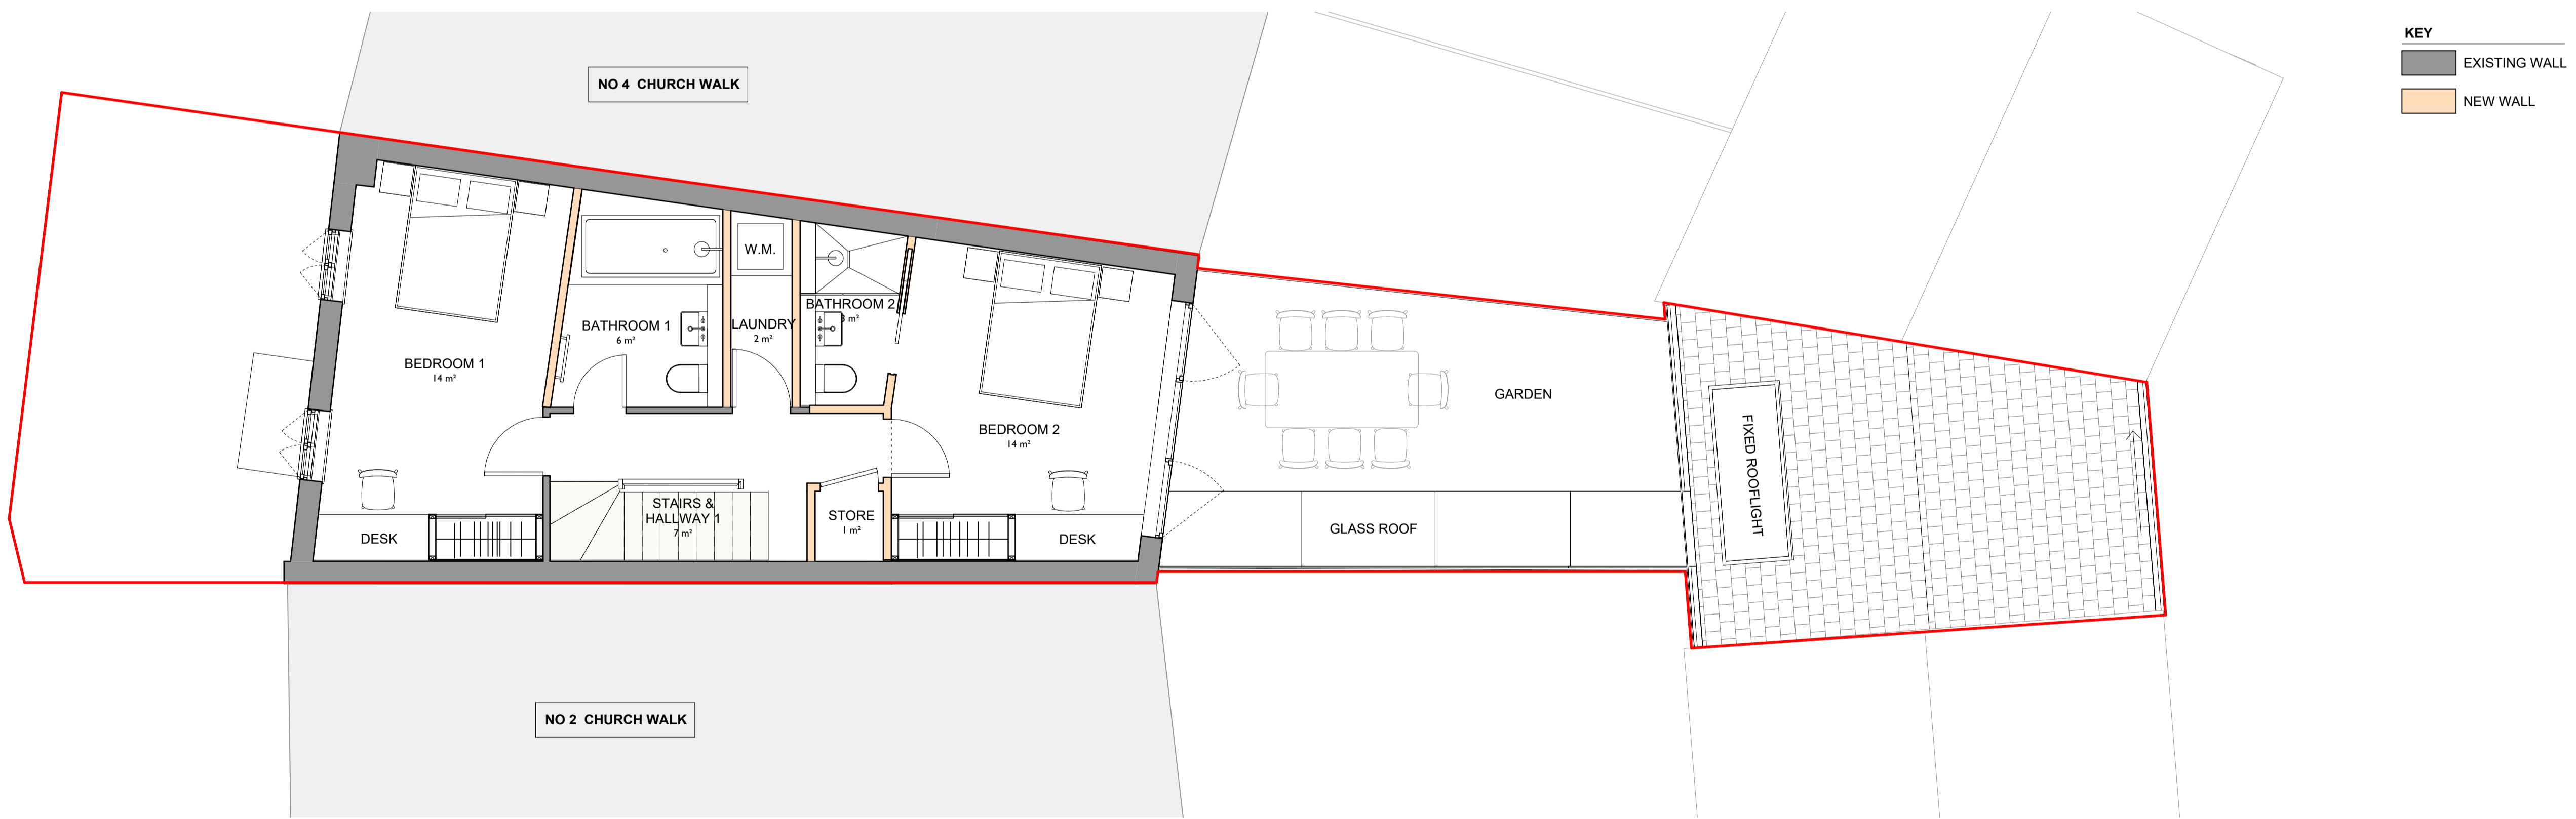 KEY
EXISTING WALL
NEW WALL
NO 4 CHURCH WALK
W.M.
BATHROOM 1
6 m²
LAUNDRY
2 m²
BATHROOM 2
3 m²
BEDROOM 1
14 m²
BEDROOM 2
14 m²
GARDEN
FIXED ROOFLIGHT
STAIRS &
HALLWAY 1
7 m²
STORE
1 m²
DESK
DESK
GLASS ROOF
NO 2 CHURCH WALK